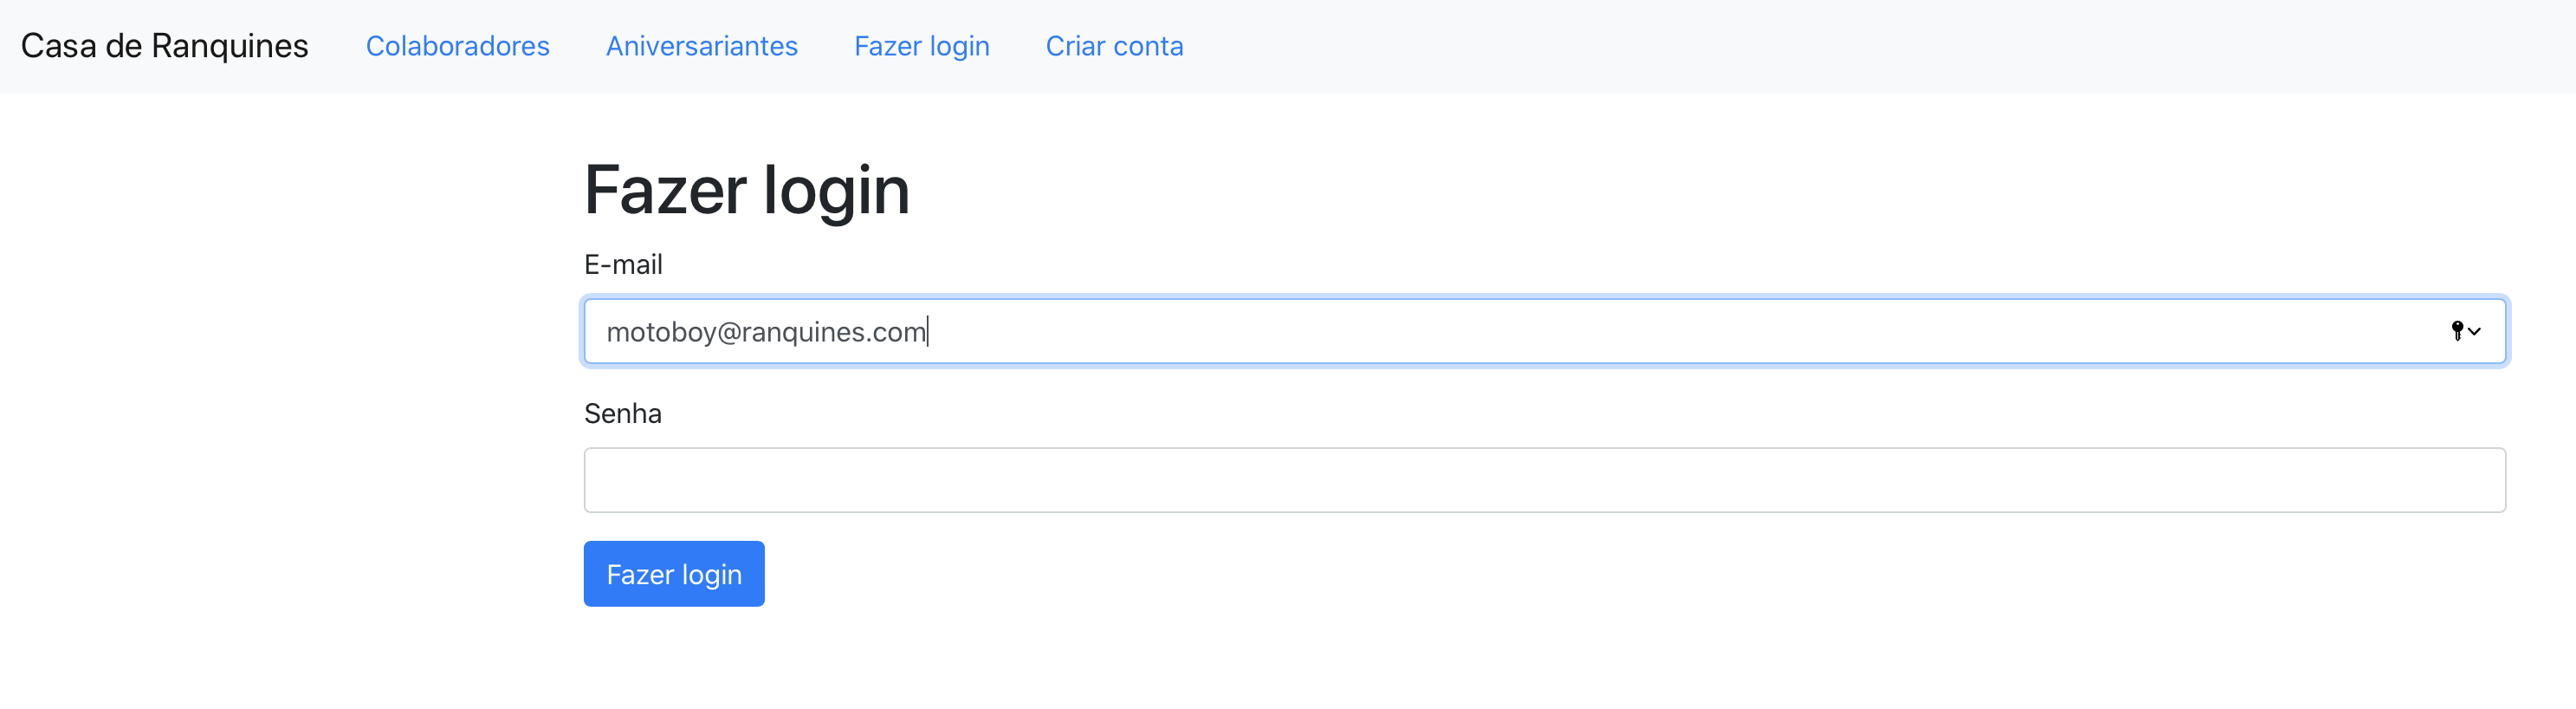 Casa de Ranquines Colaboradores Aniversariantes Fazer login Criar conta
Fazer login
E-mail
motoboy@ranquines.com
Senha
Fazer login